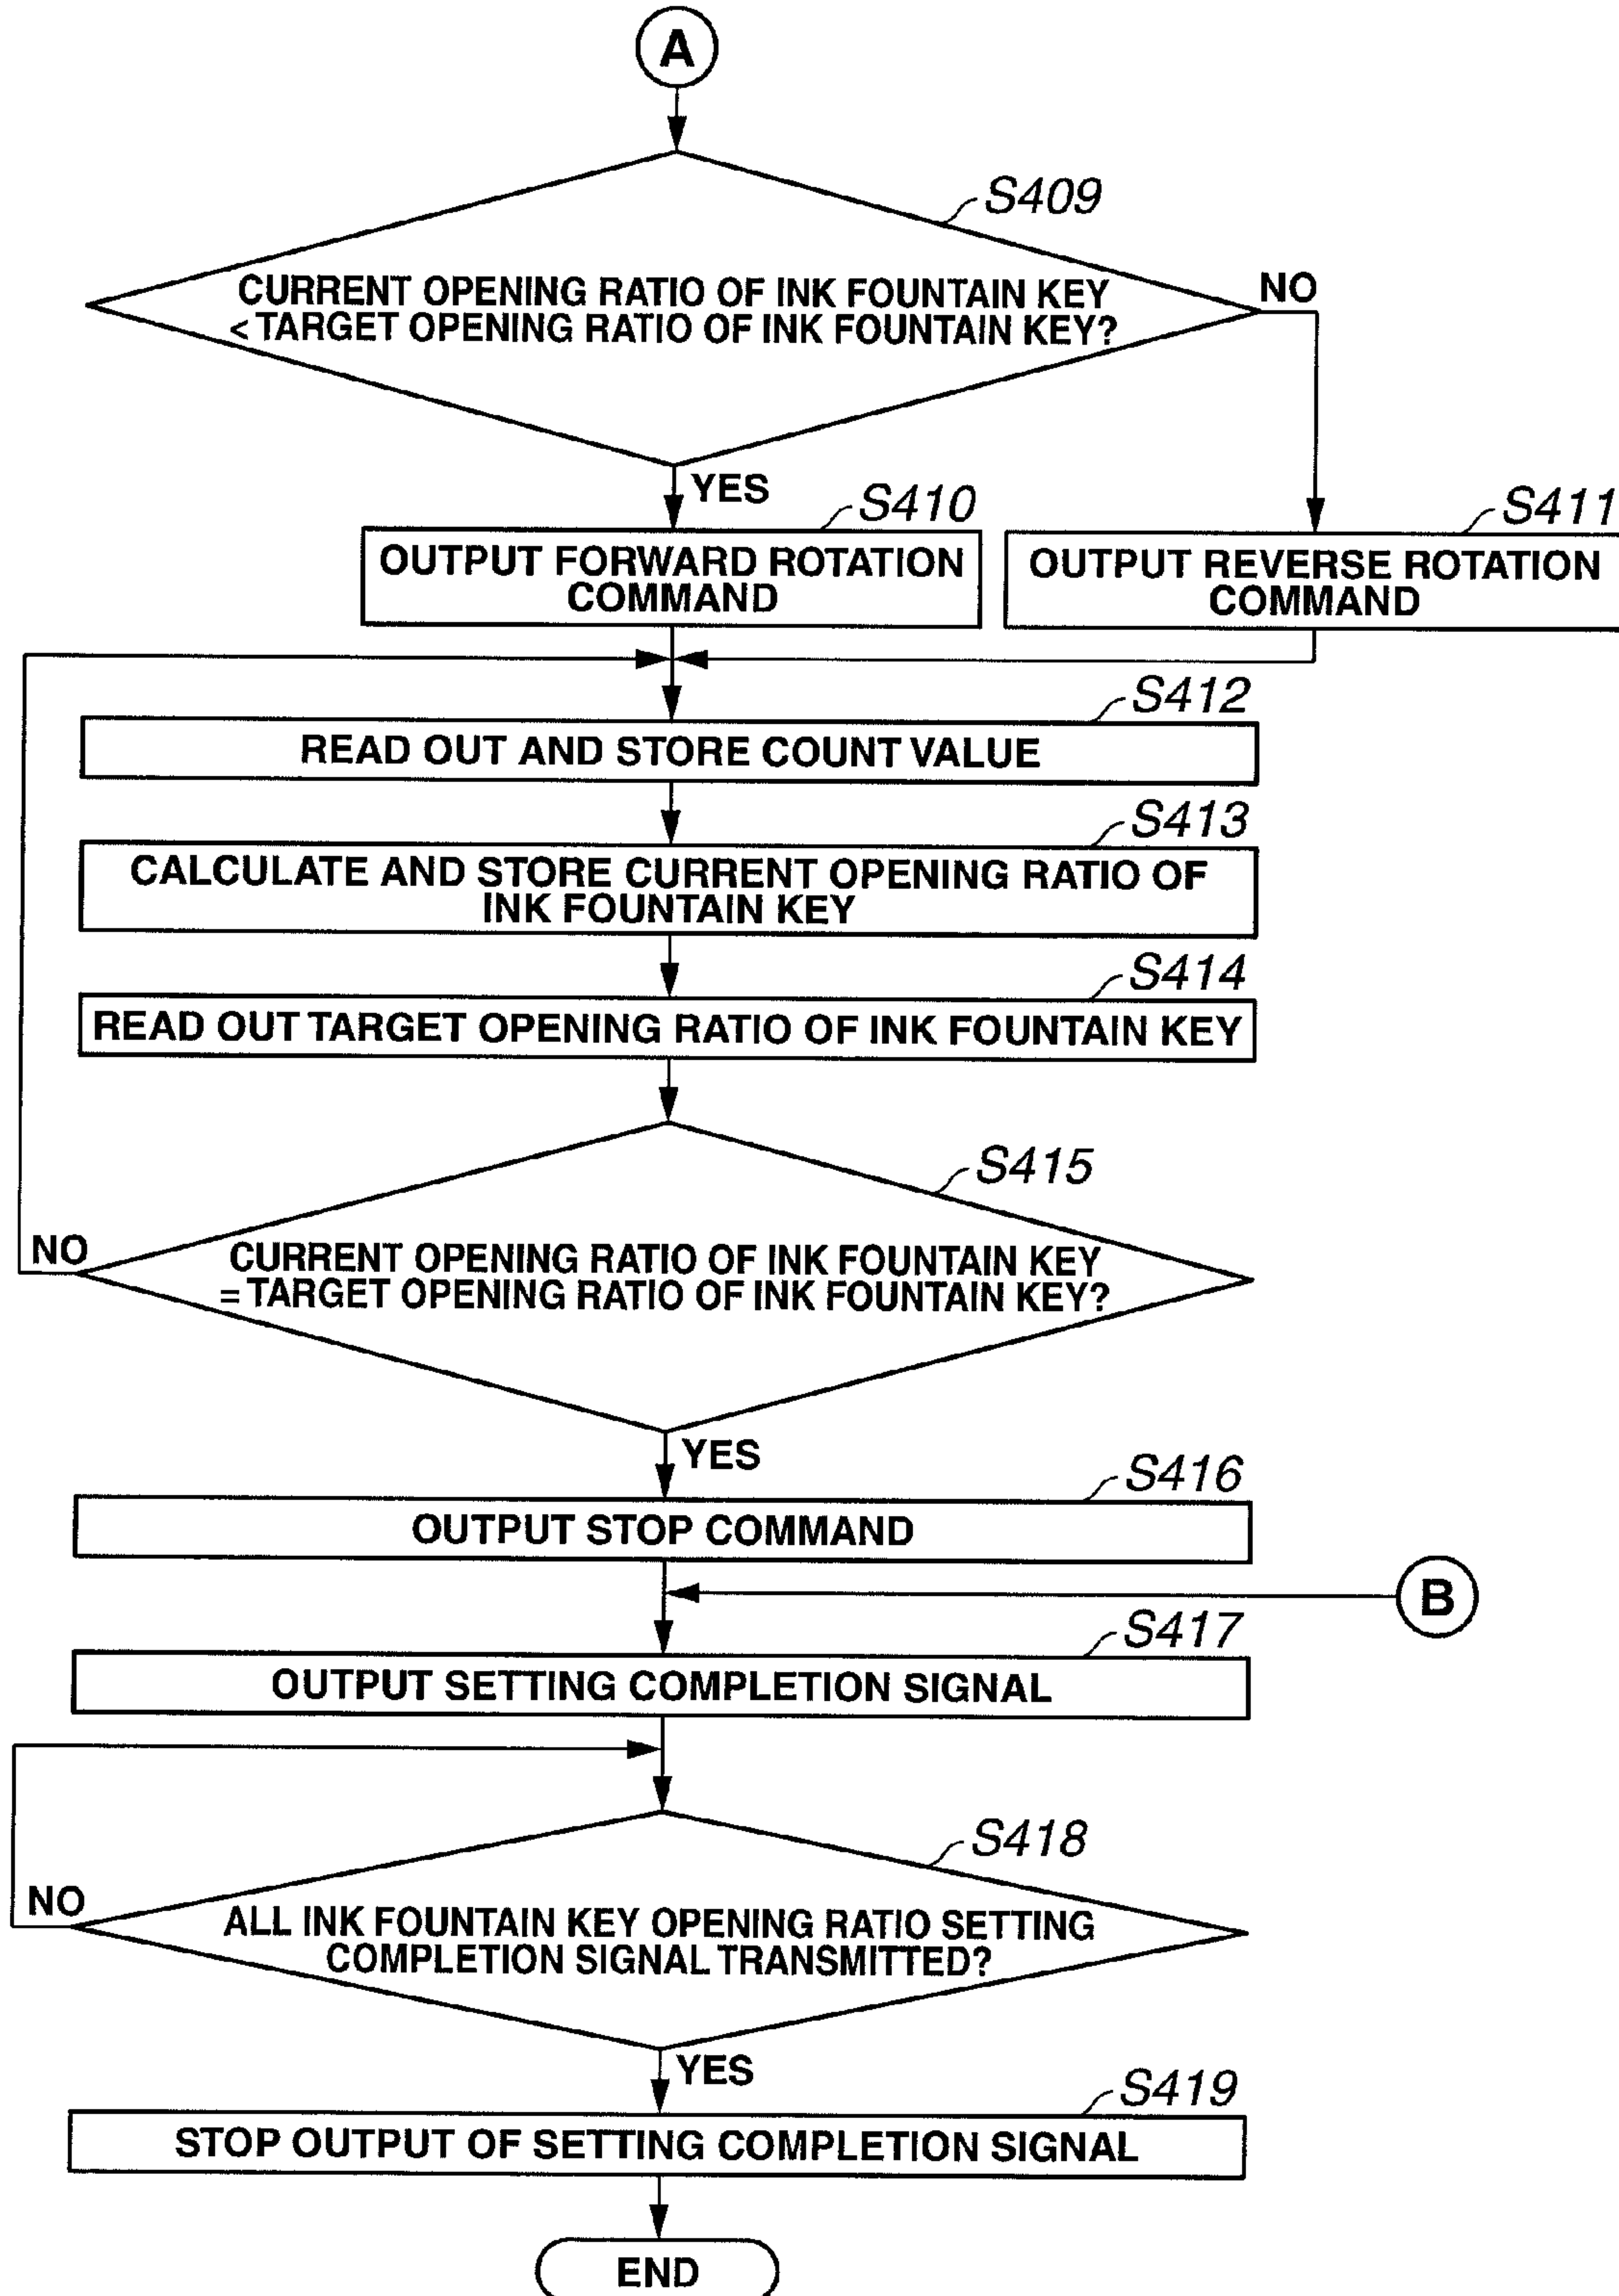 A
S409
CURRENT OPENING RATIO OF INK FOUNTAIN KEY
< TARGET OPENING RATIO OF INK FOUNTAIN KEY?
NO
YES
S410
OUTPUT FORWARD ROTATION
COMMAND
S411
OUTPUT REVERSE ROTATION
COMMAND
S412
READ OUT AND STORE COUNT VALUE
S413
CALCULATE AND STORE CURRENT OPENING RATIO OF
INK FOUNTAIN KEY
S414
READ OUT TARGET OPENING RATIO OF INK FOUNTAIN KEY
S415
NO
CURRENT OPENING RATIO OF INK FOUNTAIN KEY
= TARGET OPENING RATIO OF INK FOUNTAIN KEY?
YES
S416
OUTPUT STOP COMMAND
B
S417
OUTPUT SETTING COMPLETION SIGNAL
S418
NO
ALL INK FOUNTAIN KEY OPENING RATIO SETTING
COMPLETION SIGNAL TRANSMITTED?
YES
S419
STOP OUTPUT OF SETTING COMPLETION SIGNAL
END